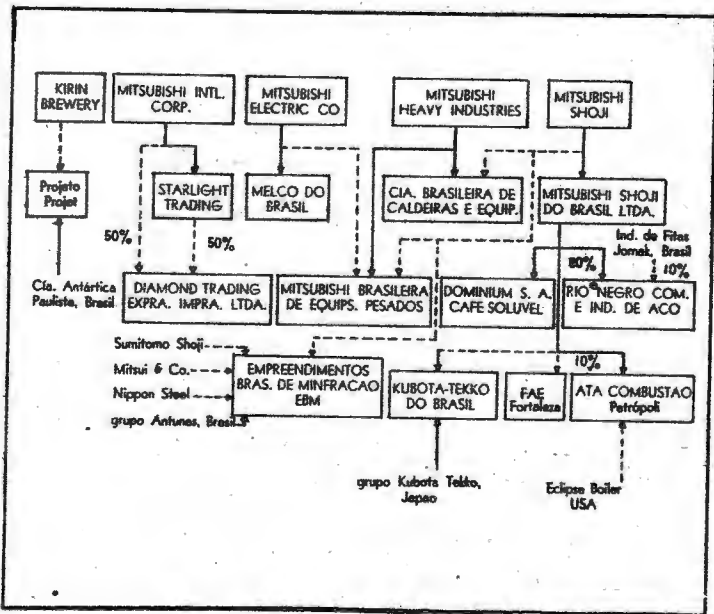 KIRIN
BREWERY
MITSUBISHI INTL.
CORP.
MITSUBISHI
ELECTRIC CO
MITSUBISHI
HEAVY INDUSTRIES
MITSUBISHI
SHOJI
Projeto
Projet
STARLIGHT
TRADING
MELCO DO
BRASIL
CIA. BRASILEIRA DE
CALDEIRAS E EQUIP.
MITSUBISHI SHOJI
DO BRASIL LTDA.
50%
50%
Ind. de Fitas
Jomak, Brasil
80%
10%
Cia. Antártica
Paulista, Brasil
DIAMOND TRADING
EXPRA. IMPRA. LTDA.
MITSUBISHI BRASILEIRA
DE EQUIPS. PESADOS
DOMINIUM S. A.
CAFE SOLUVEL
RIO NEGRO COM.
E IND. DE ACO
Sumitomo Shoji
Mitsui & Co.
Nippon Steel
grupo Antunes, Brasil
EMPREENDIMENTOS
BRAS. DE MINFRACAO
EBM
KUBOTA-TEKKO
DO BRASIL
10%
FAE
Fortaleza
ATA COMBUSTAO
Petrópoli
grupo Kubota Tekko,
Japao
Eclipse Boiler
USA